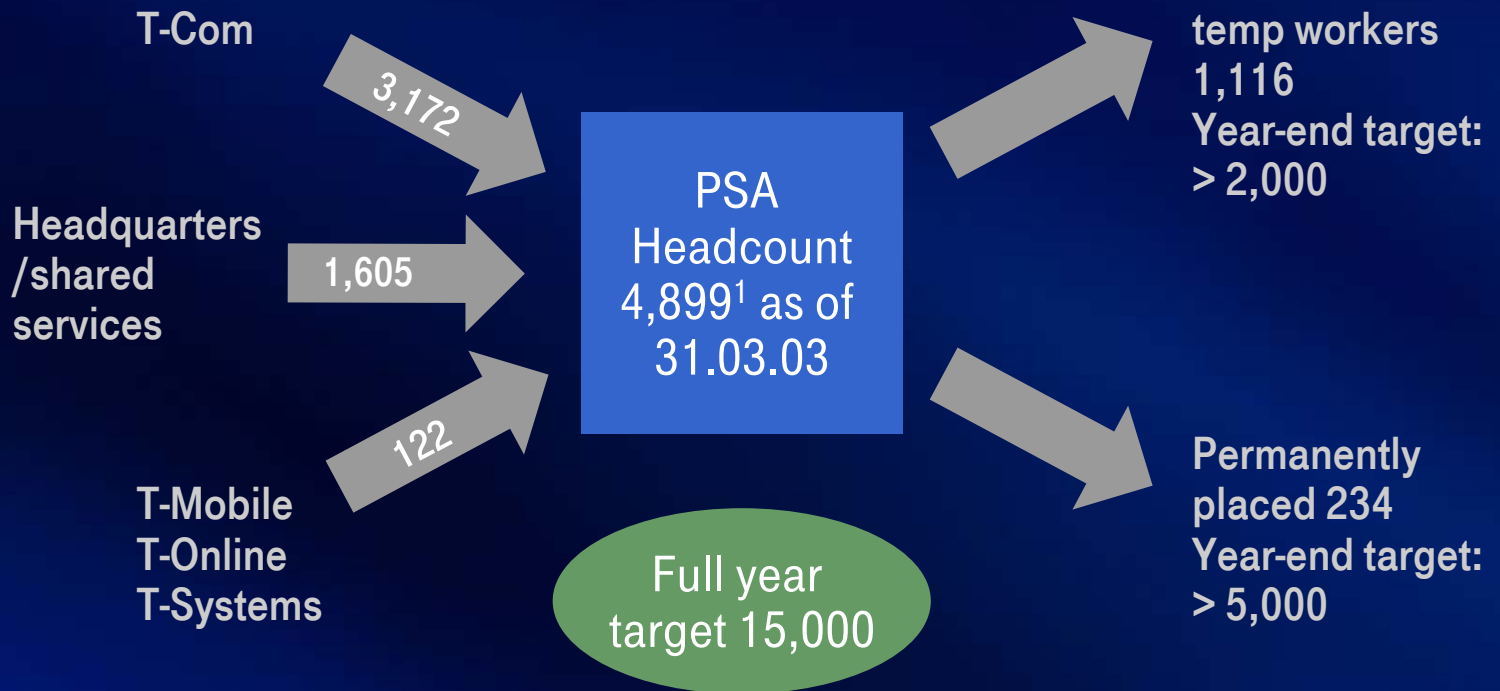 T-Com
3,172
Headquarters
/shared
services
1,605
122
T-Mobile
T-Online
T-Systems
PSA
Headcount
4,899¹ as of
31.03.03
Full year
target 15,000
temp workers
1,116
Year-end target:
> 2,000
Permanently
placed 234
Year-end target:
> 5,000